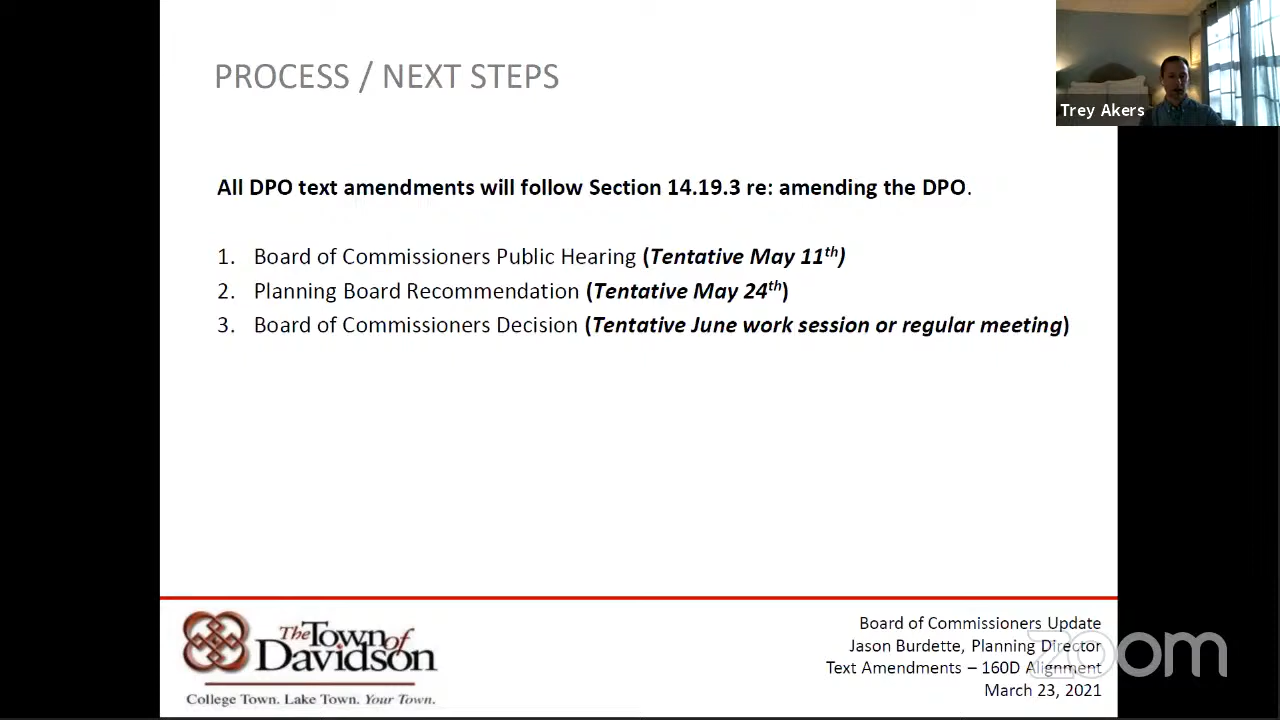 PROCESS / NEXT STEPS
Trey Akers
All DPO text amendments will follow Section 14.19.3 re: amending the DPO.
1. Board of Commissioners Public Hearing (Tentative May 11th)
2. Planning Board Recommendation (Tentative May 24th)
3. Board of Commissioners Decision (Tentative June work session or regular meeting)
The Town of
Davidson
College Town. Lake Town. Your Town.
Board of Commissioners Update
Jason Burdette, Planning Director
Text Amendments – 160D Alignment
March 23, 2021
zoom